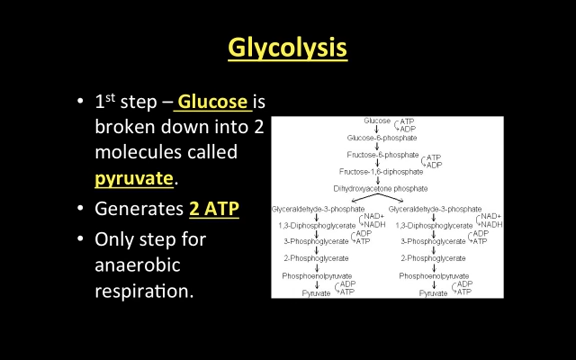 Glycolysis
• 1st step – Glucose is
broken down into 2
molecules called
pyruvate.
• Generates 2 ATP
• Only step for
anaerobic
respiration.
Glucose ATP
ADP
Glucose-6-phosphate
Fructose-6-phosphate ATP
ADP
Fructose-1,6-diphosphate
Dihydroxyacetone phosphate
Glyceraldehyde-3-phosphate Glyceraldehyde-3-phosphate
NAD+ NAD+
1,3-Diphosphoglycerate NADH 1,3-Diphosphoglycerate NADH
ADP ADP
3-Phosphoglycerate ATP 3-Phosphoglycerate ATP
2-Phosphoglycerate 2-Phosphoglycerate
Phosphoenolpyruvate Phosphoenolpyruvate
ADP ADP
Pyruvate ATP Pyruvate ATP